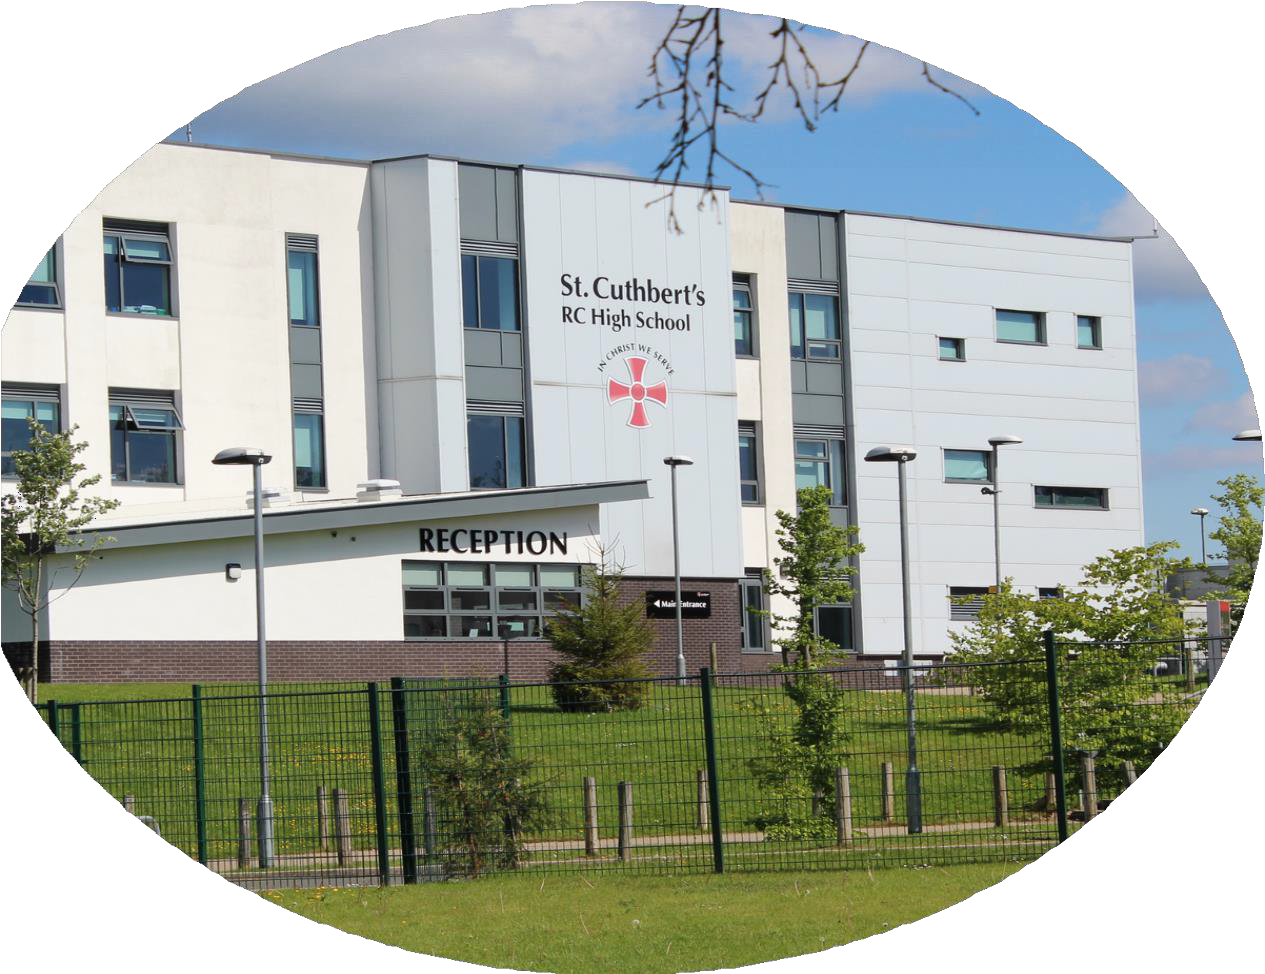 St. Cuthbert's
RC High School
IN CHRIST WE SERVE
RECEPTION
Main Entrance